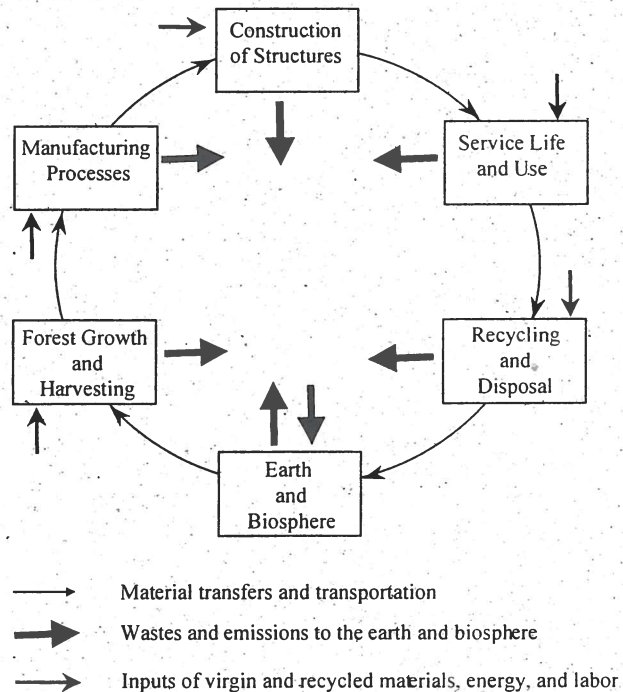 Construction
of Structures
Manufacturing
Processes
Service Life
and Use
Forest Growth
and
Harvesting
Recycling
and
Disposal
Earth
and
Biosphere
Material transfers and transportation
Wastes and emissions to the earth and biosphere
Inputs of virgin and recycled materials, energy, and labor